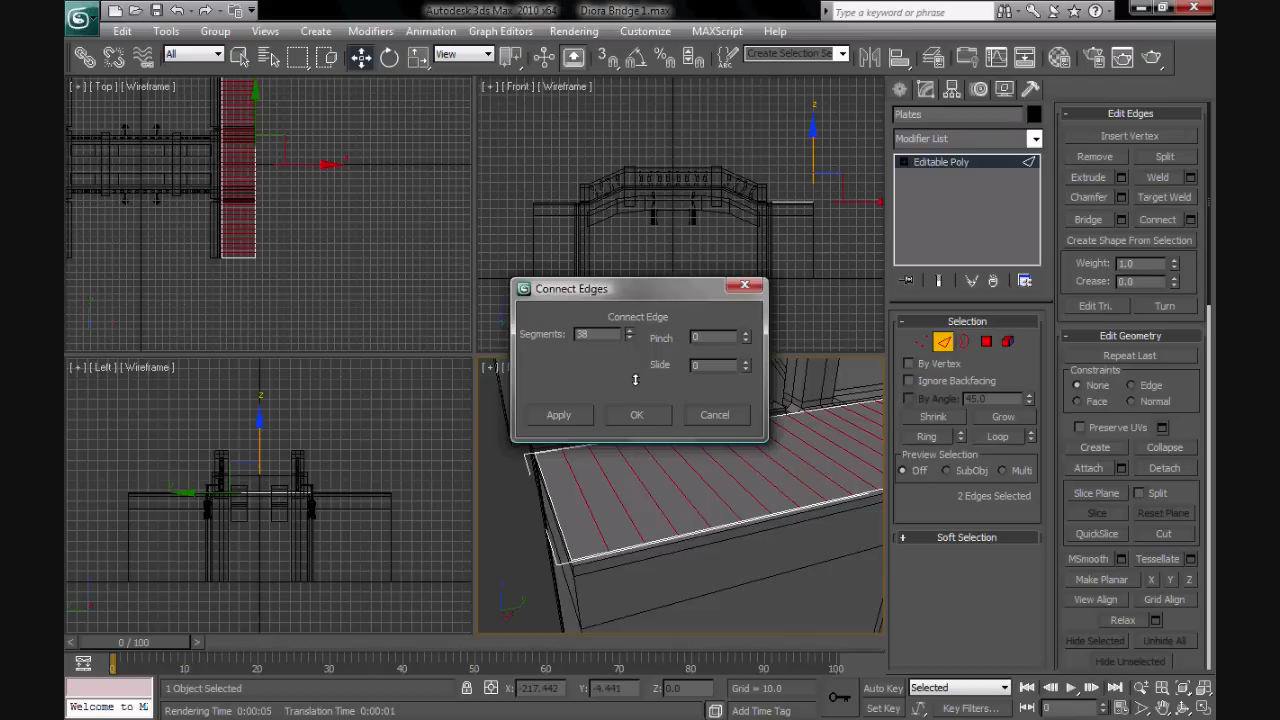 Autodesk 3ds Max 2010 x64
Diora Bridge 1.max
Type a keyword or phrase
Edit
Tools
Group
Views
Create
Modifiers
Animation
Graph Editors
Rendering
Customize
MAXScript
Help
All
View
Create Selection Se
[ + ] [ Top ] [ Wireframe ]
[ + ] [ Front ] [ Wireframe ]
[ + ] [ Left ] [ Wireframe ]
Connect Edges
Connect Edge
Segments: 38
Pinch 0
Slide 0
Apply
OK
Cancel
Plates
Modifier List
Editable Poly
Selection
By Vertex
Ignore Backfacing
By Angle: 45.0
Shrink
Grow
Ring
Loop
Preview Selection
Off
SubObj
Multi
2 Edges Selected
Soft Selection
Edit Edges
Insert Vertex
Remove
Split
Extrude
Weld
Chamfer
Target Weld
Bridge
Connect
Create Shape From Selection
Weight: 1.0
Crease: 0.0
Edit Tri.
Turn
Edit Geometry
Repeat Last
Constraints
None
Edge
Face
Normal
Preserve UVs
Create
Collapse
Attach
Detach
Slice Plane
Split
Slice
Reset Plane
QuickSlice
Cut
MSmooth
Tessellate
Make Planar
X
Y
Z
View Align
Grid Align
Relax
Hide Selected
Unhide All
Hide Unselected
0 / 100
0 10 20 30 40 50 60 70 80 90 100
1 Object Selected
X: -217.442
Y: -4.441
Z: 0.0
Grid = 10.0
Auto Key
Selected
Welcome to M
Rendering Time 0:00:05
Translation Time 0:00:01
Add Time Tag
Set Key
Key Filters...
0